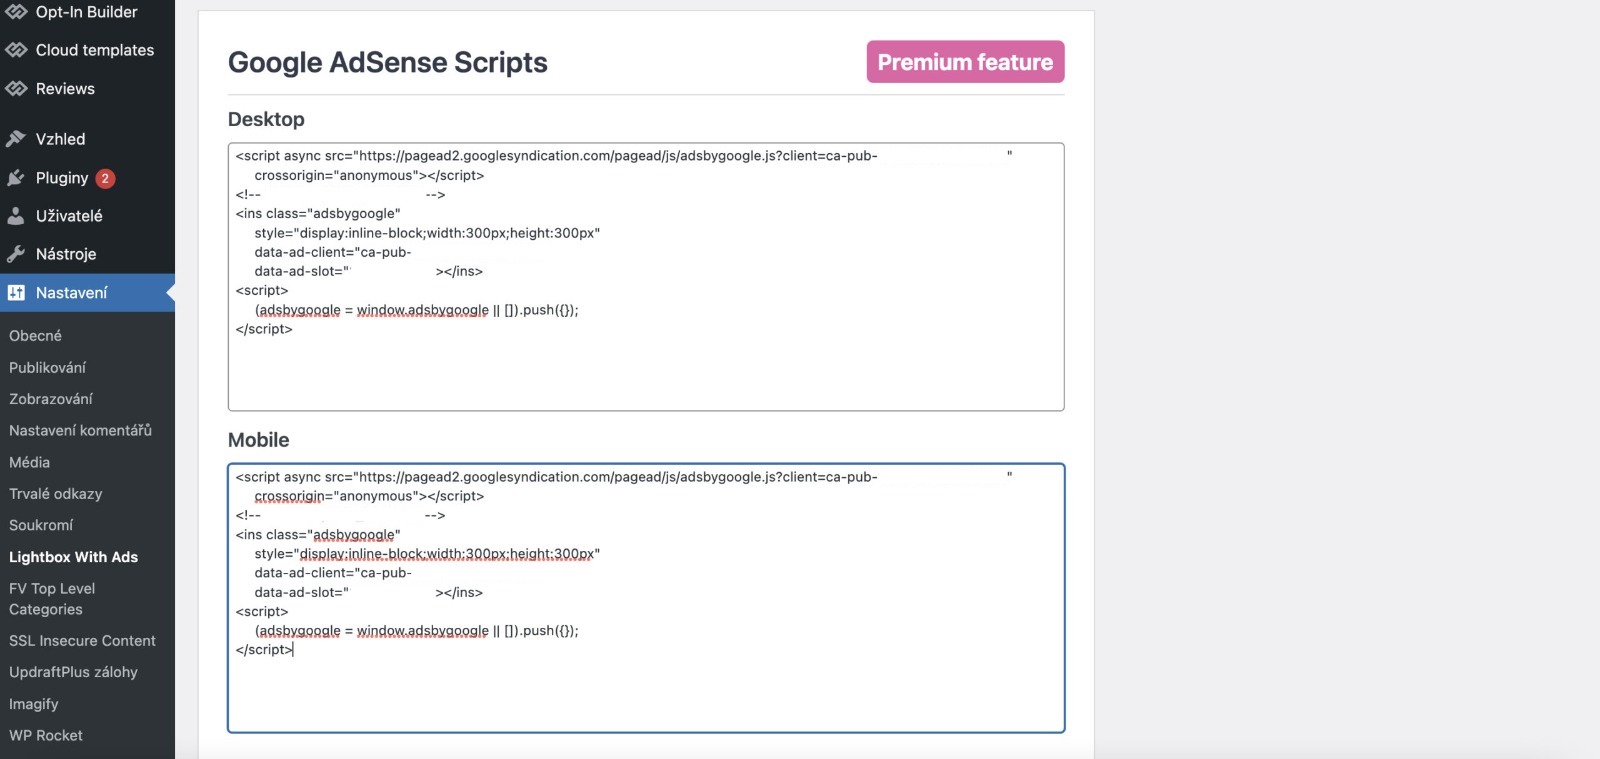 Opt-In Builder
Cloud templates
Reviews
Vzhled
Pluginy 2
Uživatelé
Nástroje
Nastavení
Obecné
Publikování
Zobrazování
Nastavení komentářů
Média
Trvalé odkazy
Soukromí
Lightbox With Ads
FV Top Level
Categories
SSL Insecure Content
UpdraftPlus zálohy
Imagify
WP Rocket
Google AdSense Scripts
Premium feature
Desktop
<script async src="https://pagead2.googlesyndication.com/pagead/js/adsbygoogle.js?client=ca-pub- "
crossorigin="anonymous"></script>
<!-- -->
<ins class="adsbygoogle"
style="display:inline-block;width:300px;height:300px"
data-ad-client="ca-pub-
data-ad-slot=" ></ins>
<script>
(adsbygoogle = window.adsbygoogle || []).push({});
</script>
Mobile
<script async src="https://pagead2.googlesyndication.com/pagead/js/adsbygoogle.js?client=ca-pub- "
crossorigin="anonymous"></script>
<!-- -->
<ins class="adsbygoogle"
style="display:inline-block;width:300px;height:300px"
data-ad-client="ca-pub-
data-ad-slot=" ></ins>
<script>
(adsbygoogle = window.adsbygoogle || []).push({});
</script>